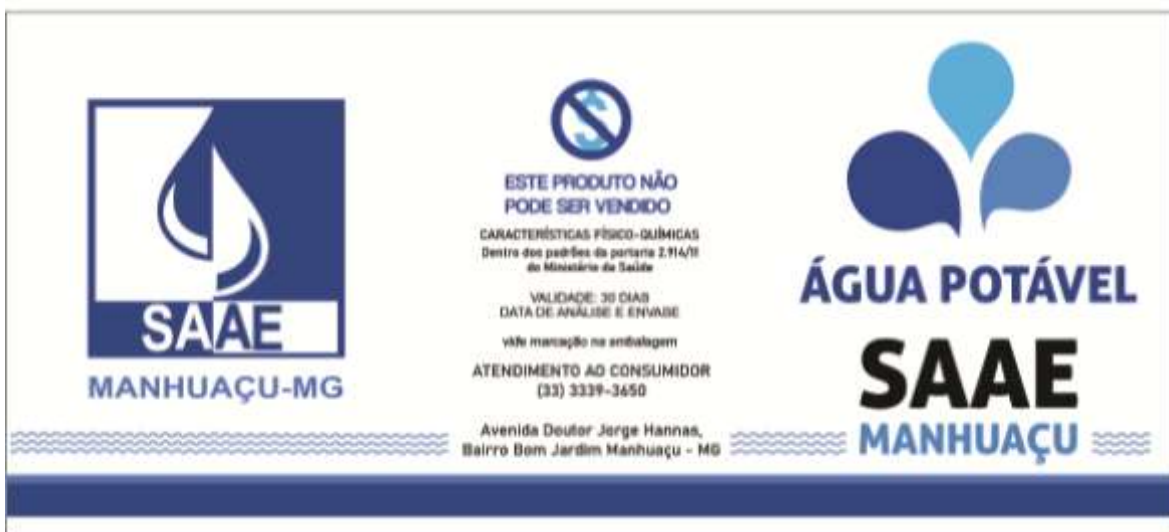 SAAE
MANHUAÇU-MG
$
ESTE PRODUTO NÃO
PODE SER VENDIDO
CARACTERÍSTICAS FÍSICO-QUÍMICAS
Dentro dos padrões da portaria 2.914/11
do Ministério da Saúde
VALIDADE: 30 DIAS
DATA DE ANÁLISE E ENVASE
vide marcação na embalagem
ATENDIMENTO AO CONSUMIDOR
(33) 3339-3650
Avenida Doutor Jorge Hannas,
Bairro Bom Jardim Manhuaçu - MG
ÁGUA POTÁVEL
SAAE
MANHUAÇU